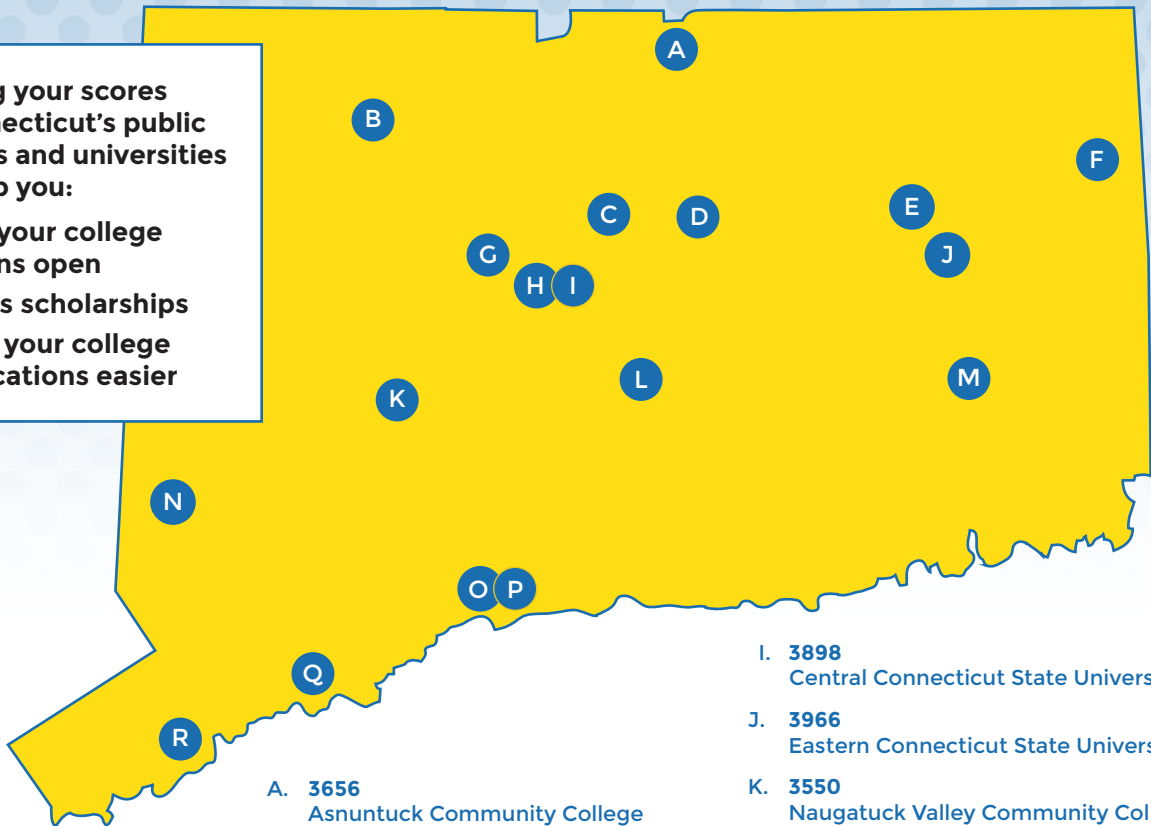 g your scores
necticut’s public
s and universities
p you:
your college
ns open
s scholarships
your college
cations easier
A
B
F
C
D
E
G
H
I
J
K
L
M
N
O
P
Q
R
I. 3898
Central Connecticut State Univers
J. 3966
Eastern Connecticut State Univers
K. 3550
Naugatuck Valley Community Col
A. 3656
Asnuntuck Community College